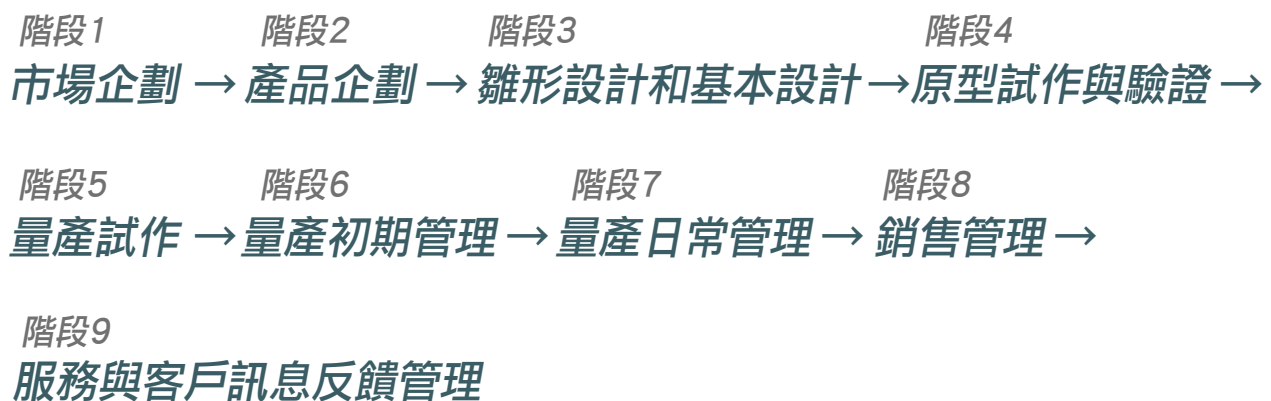 階段1 階段2 階段3 階段4
市場企劃 → 產品企劃 → 雛形設計和基本設計 → 原型試作與驗證 →
階段5 階段6 階段7 階段8
量產試作 → 量產初期管理 → 量產日常管理 → 銷售管理 →
階段9
服務與客戶訊息反饋管理